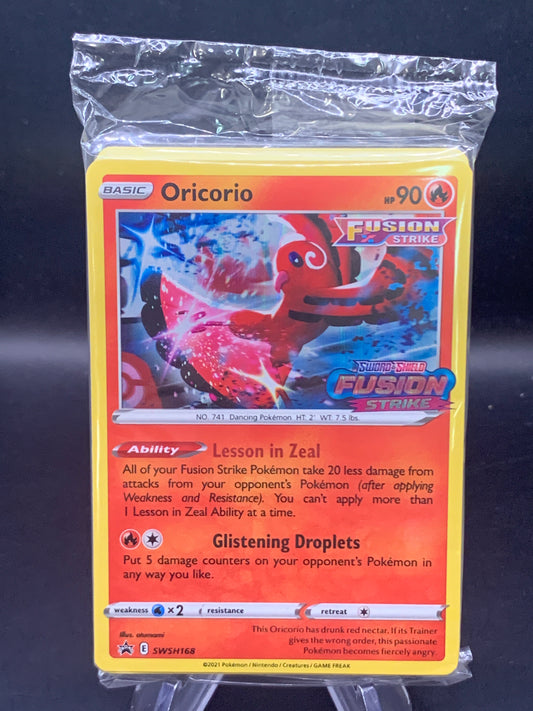 BASIC Oricorio HP 90
FUSION
STRIKE
SWORD & SHIELD
FUSION
STRIKE
NO. 741 Dancing Pokémon HT: 2' WT: 7.5 lbs.
Ability Lesson in Zeal
All of your Fusion Strike Pokémon take 20 less damage from
attacks from your opponent's Pokémon (after applying
Weakness and Resistance). You can't apply more than
1 Lesson in Zeal Ability at a time.
Glistening Droplets
Put 5 damage counters on your opponent's Pokémon in
any way you like.
weakness ×2 resistance retreat
Illus. otumami
This Oricorio has drunk red nectar. If its Trainer
gives the wrong order, this passionate
Pokémon becomes fiercely angry.
E SWSH168
©2021 Pokémon / Nintendo / Creatures / GAME FREAK